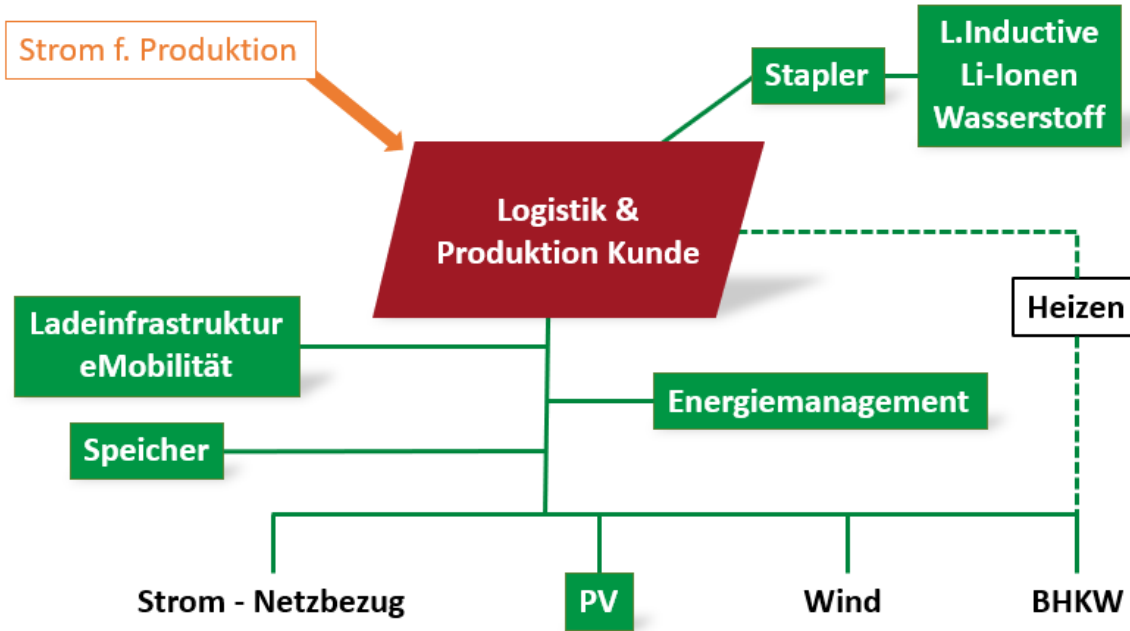 Strom f. Produktion
Stapler
L.Inductive
Li-Ionen
Wasserstoff
Logistik &
Produktion Kunde
Heizen
Ladeinfrastruktur
eMobilität
Energiemanagement
Speicher
Strom - Netzbezug
PV
Wind
BHKW